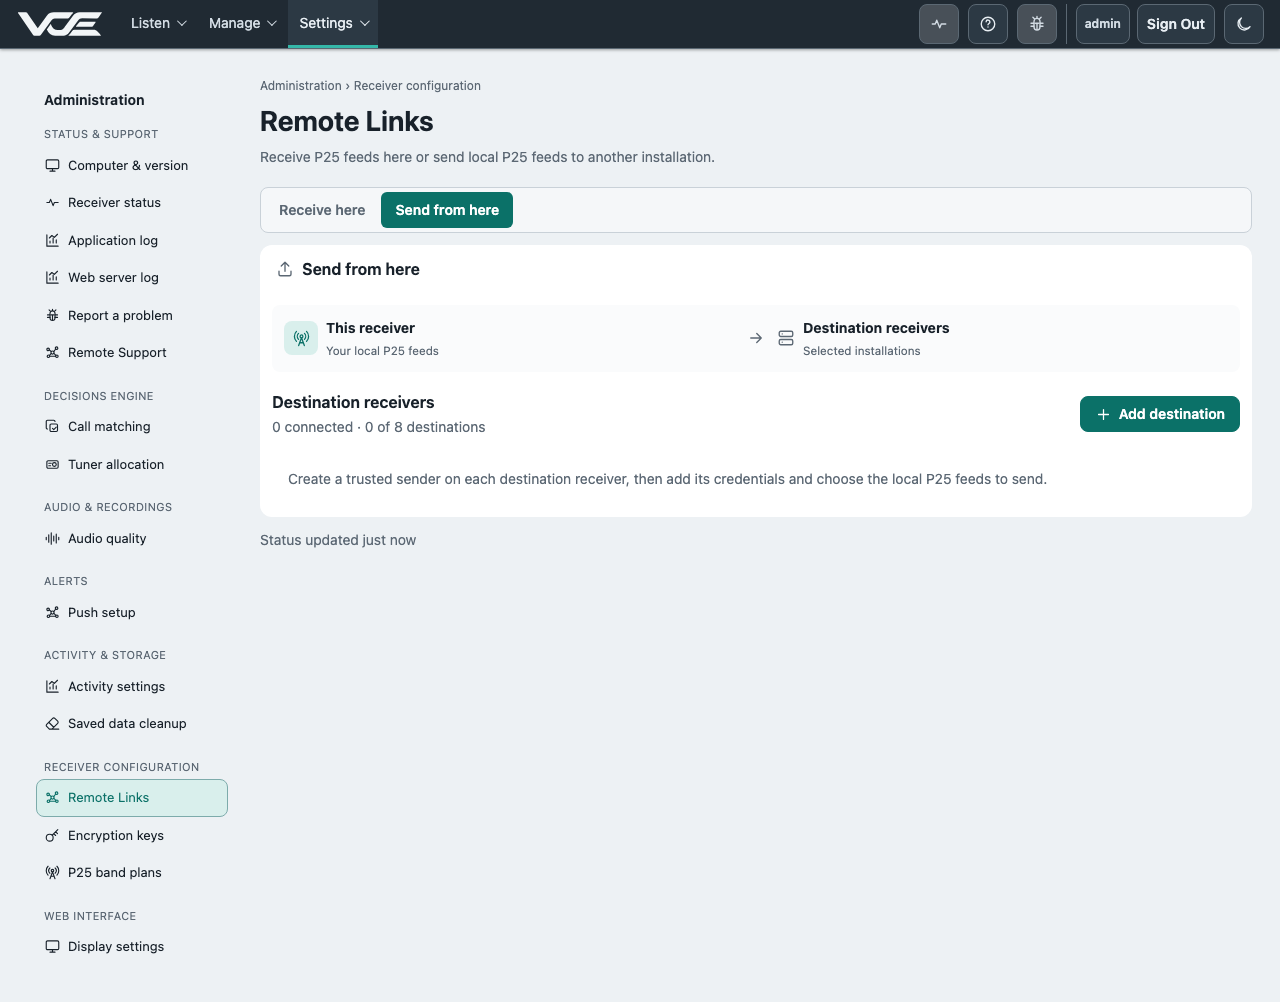 VCE
Listen
Manage
Settings
admin
Sign Out
Administration
STATUS & SUPPORT
Computer & version
Receiver status
Application log
Web server log
Report a problem
Remote Support
DECISIONS ENGINE
Call matching
Tuner allocation
AUDIO & RECORDINGS
Audio quality
ALERTS
Push setup
ACTIVITY & STORAGE
Activity settings
Saved data cleanup
RECEIVER CONFIGURATION
Remote Links
Encryption keys
P25 band plans
WEB INTERFACE
Display settings
Administration › Receiver configuration
Remote Links
Receive P25 feeds here or send local P25 feeds to another installation.
Receive here
Send from here
Send from here
This receiver
Your local P25 feeds
Destination receivers
Selected installations
Destination receivers
0 connected · 0 of 8 destinations
Add destination
Create a trusted sender on each destination receiver, then add its credentials and choose the local P25 feeds to send.
Status updated just now